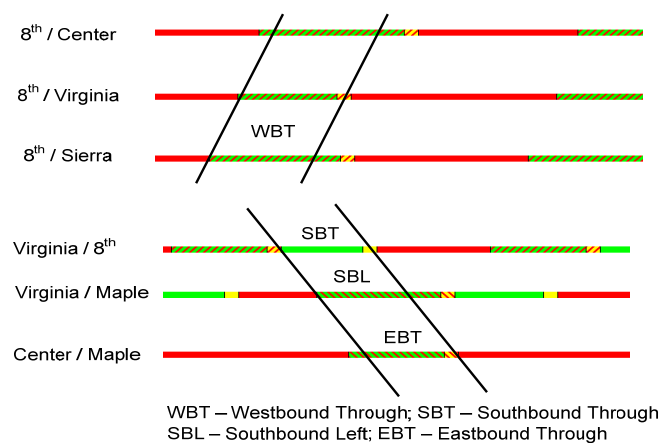 8th / Center
8th / Virginia
WBT
8th / Sierra
SBT
Virginia / 8th
SBL
Virginia / Maple
EBT
Center / Maple
WBT – Westbound Through; SBT – Southbound Through
SBL – Southbound Left; EBT – Eastbound Through